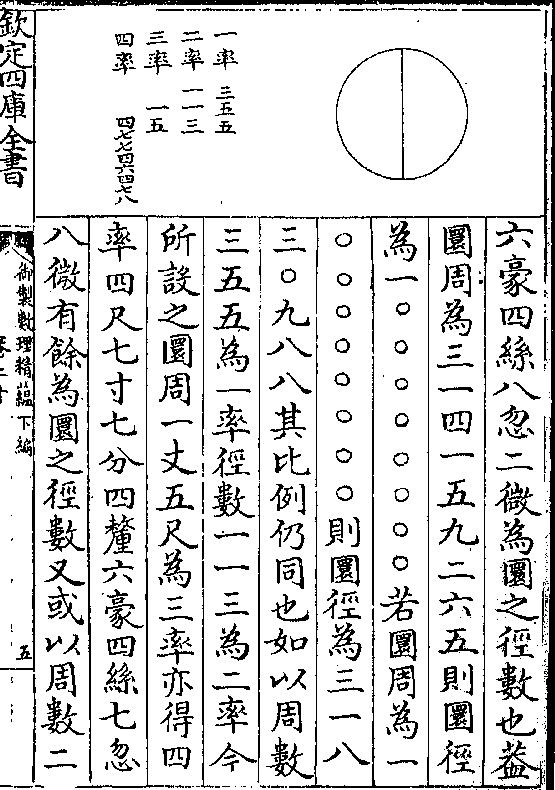 一率 三五五
二率 一一三
三率 一五
四率 四七七四六四七八
六豪四絲八忽二微為圜之徑數也葢
圜周為三一四一五九二六五則圜徑
為一〇〇〇〇〇〇〇〇若圜周為一
〇〇〇〇〇〇〇〇則圜徑為三一八
三〇九八八其比例仍同也如以周數
三五五為一率徑數一一三為二率今
所設之圜周一丈五尺為三率亦得四
率四尺七寸七分四釐六豪四絲七忽
八微有餘為圜之徑數又或以周數二
欽定四庫全書
御製數理精蘊下編
卷二十
五